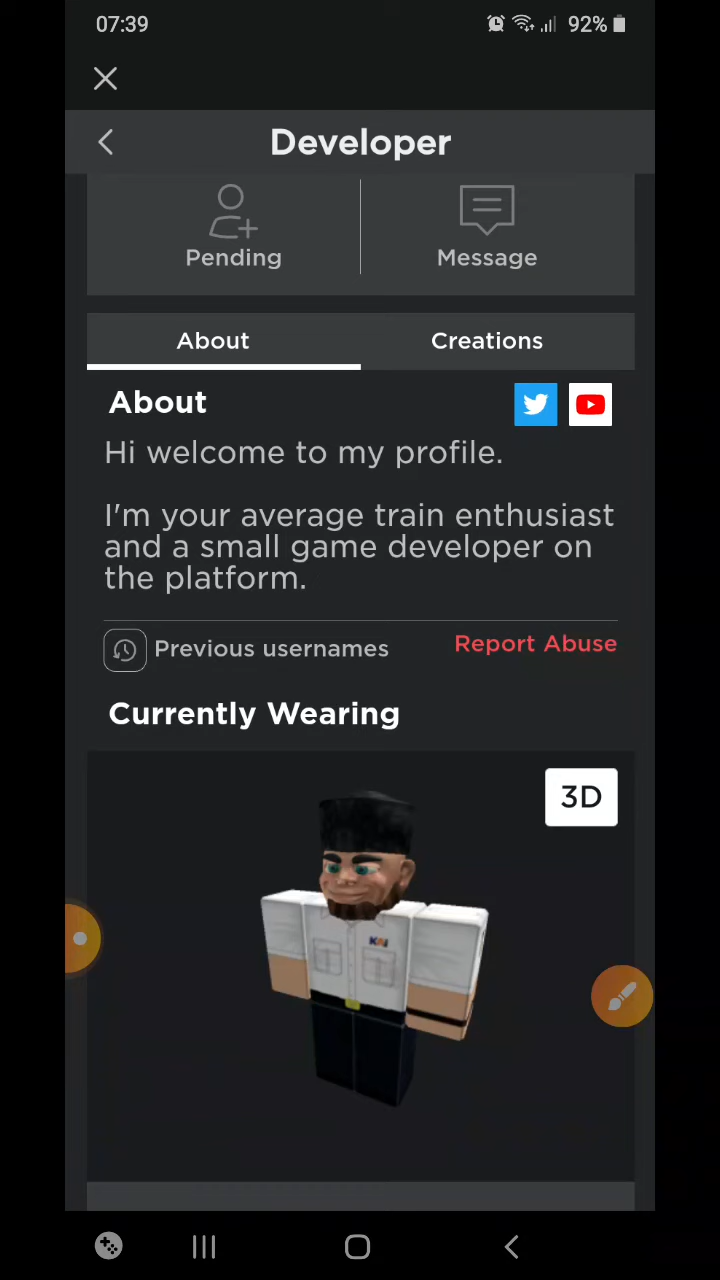 07:39 92%
Developer
Pending Message
About Creations
About
Hi welcome to my profile.
I'm your average train enthusiast
and a small game developer on
the platform.
Previous usernames Report Abuse
Currently Wearing
3D
KAI